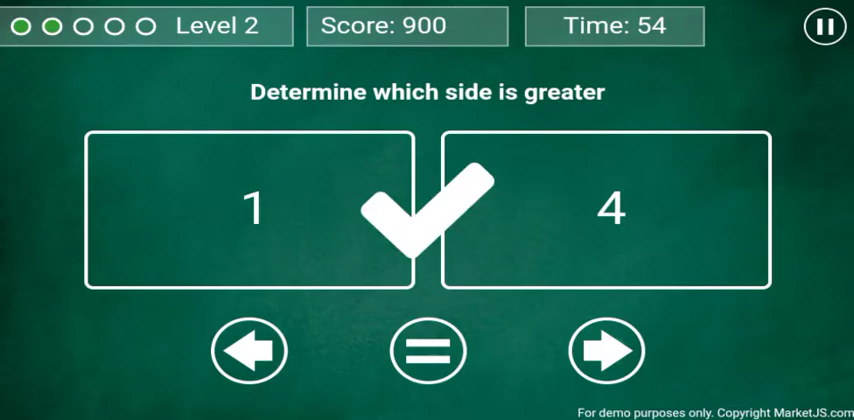 Level 2 Score: 900 Time: 54
Determine which side is greater
1 4
For demo purposes only. Copyright MarketJS.com